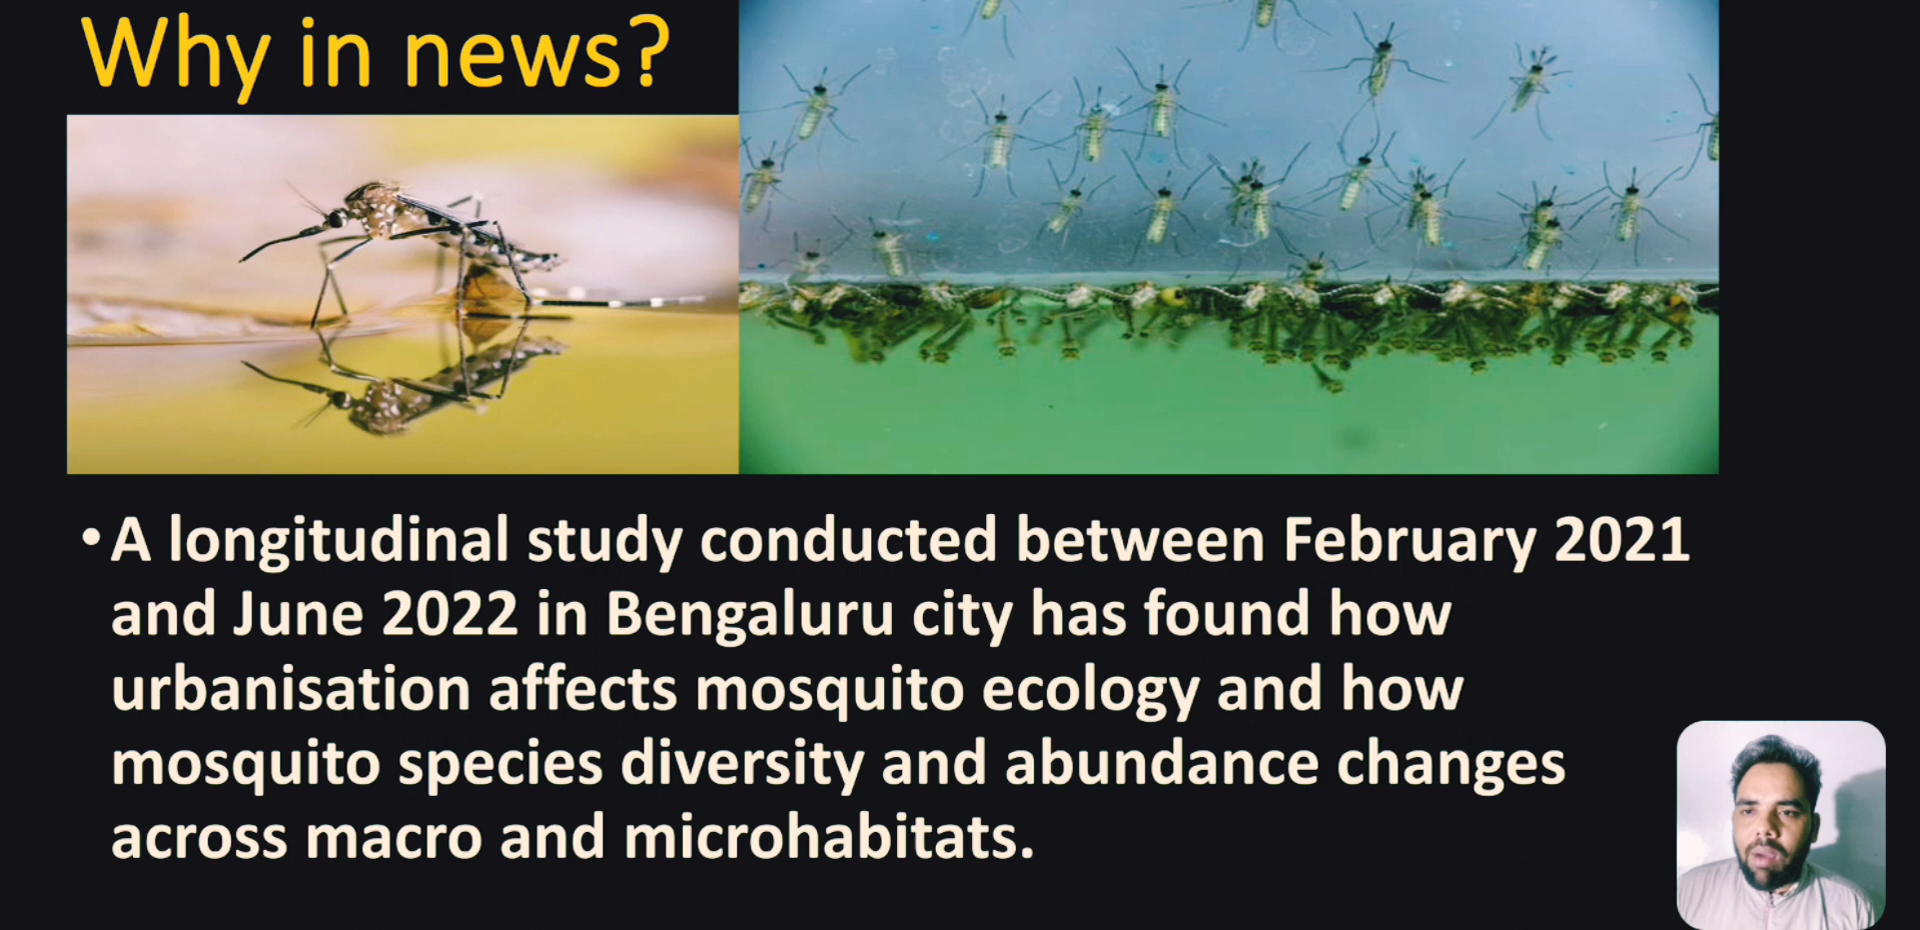 Why in news?
• A longitudinal study conducted between February 2021
and June 2022 in Bengaluru city has found how
urbanisation affects mosquito ecology and how
mosquito species diversity and abundance changes
across macro and microhabitats.